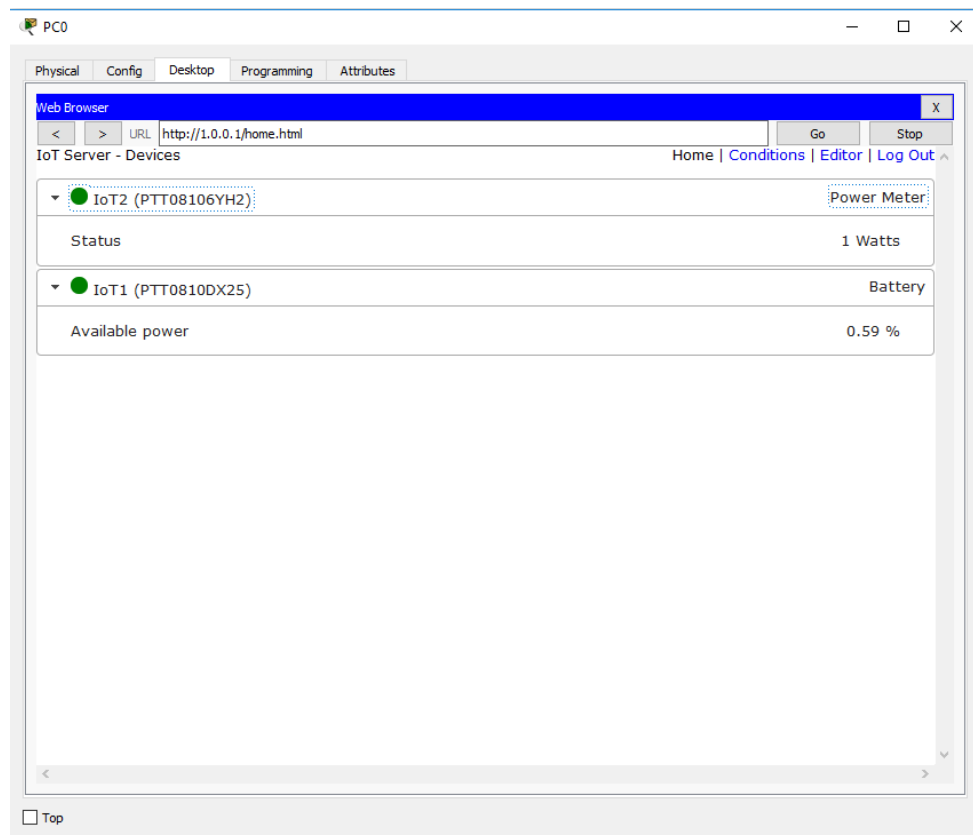 PC0
Physical Config Desktop Programming Attributes
Web Browser X
< > URL http://1.0.0.1/home.html Go Stop
IoT Server - Devices Home | Conditions | Editor | Log Out
IoT2 (PTT08106YH2) Power Meter
Status 1 Watts
IoT1 (PTT0810DX25) Battery
Available power 0.59 %
Top